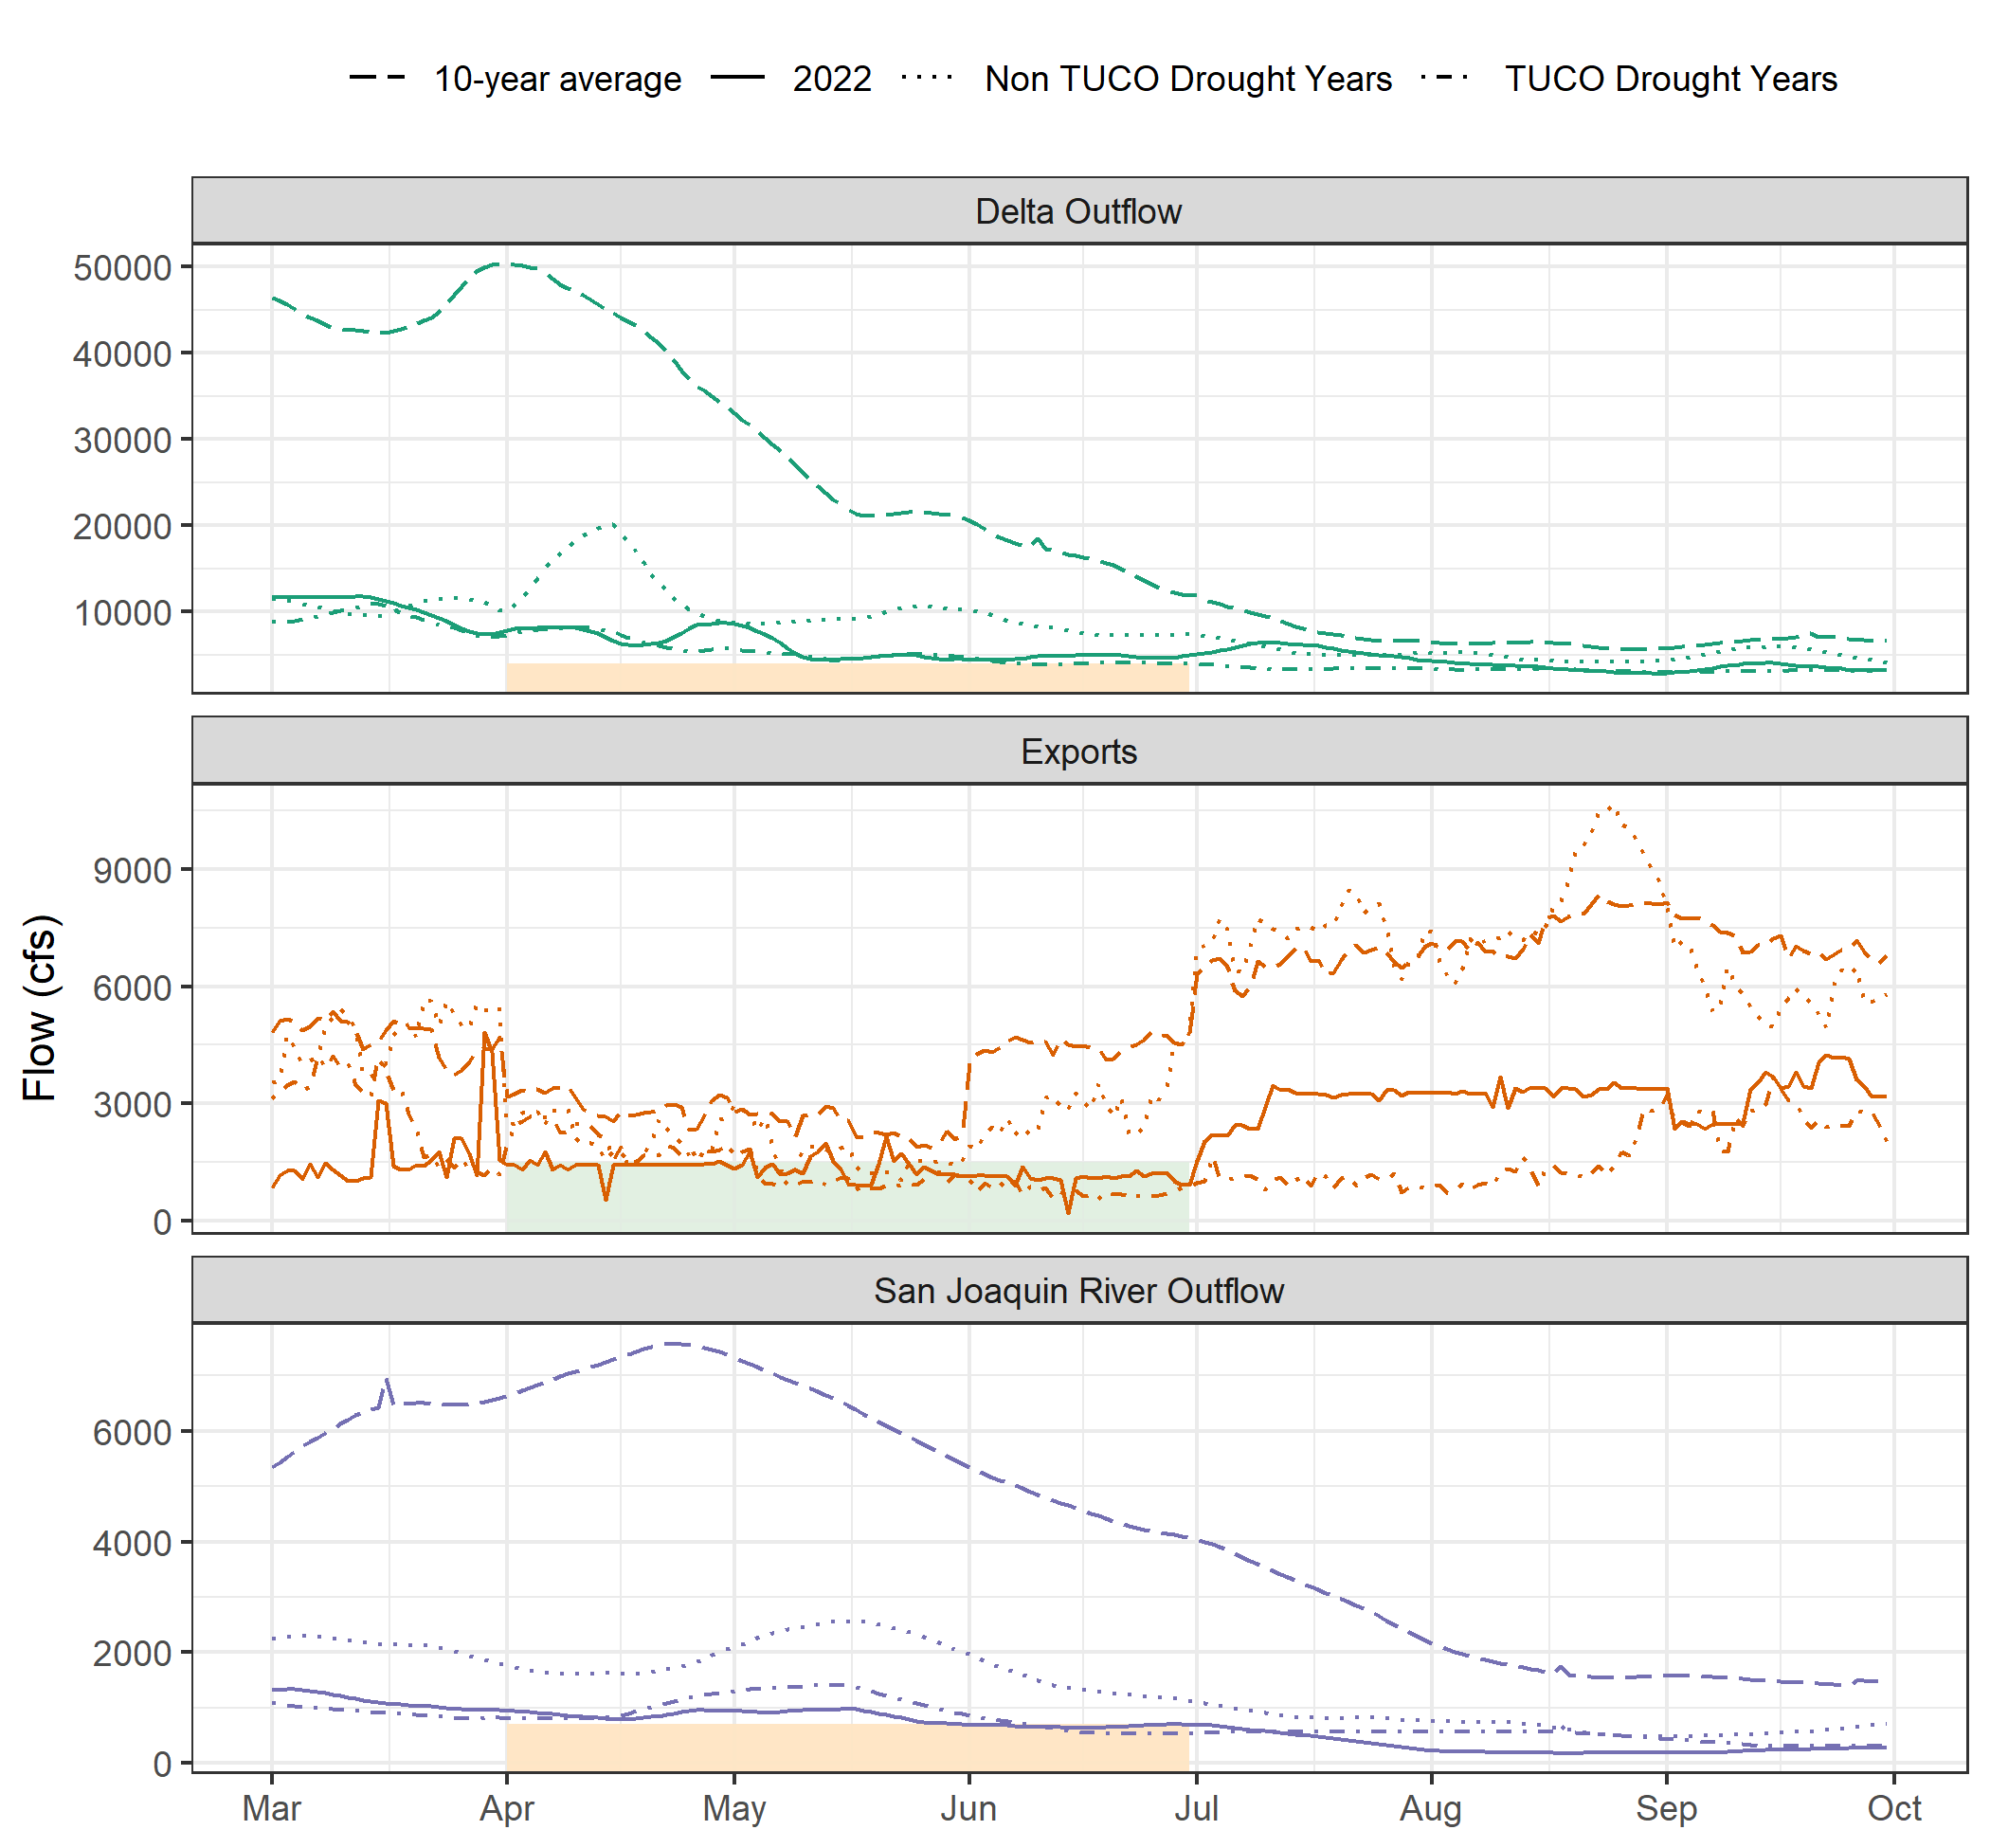 10-year average 2022 Non TUCO Drought Years TUCO Drought Years
Delta Outflow
50000
40000
30000
20000
10000
Exports
9000
6000
3000
0
Flow (cfs)
San Joaquin River Outflow
6000
4000
2000
0
Mar Apr May Jun Jul Aug Sep Oct